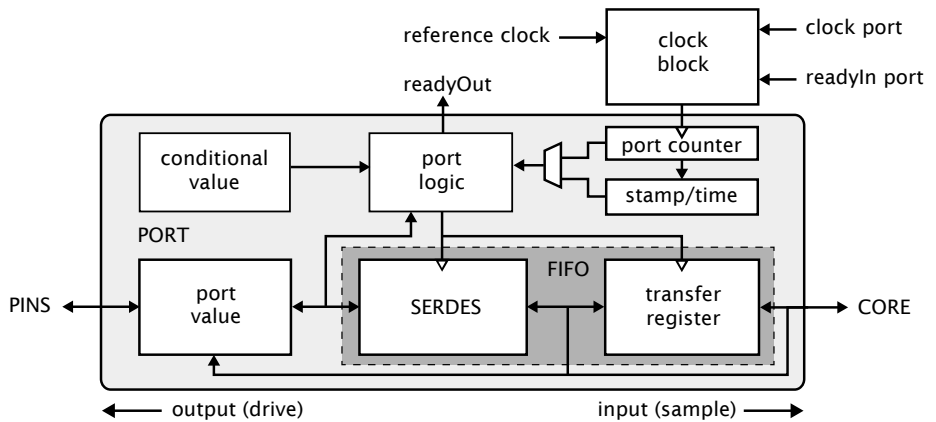 reference clock
clock
block
clock port
readyIn port
readyOut
conditional
value
port
logic
port counter
stamp/time
PORT
FIFO
PINS
port
value
SERDES
transfer
register
CORE
output (drive)
input (sample)